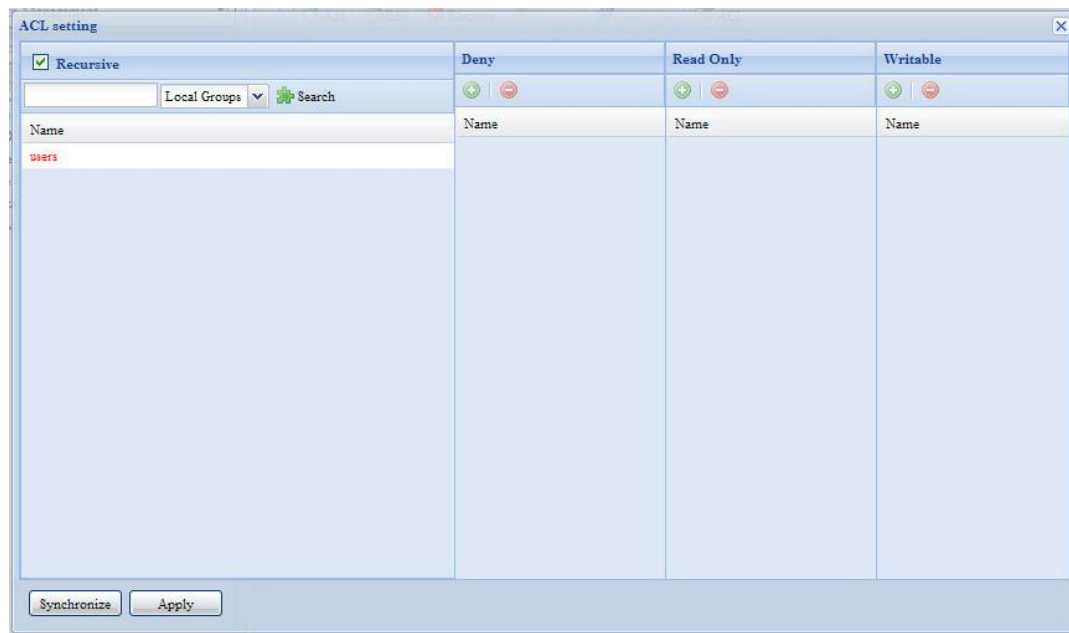 ACL setting
Recursive
Deny
Read Only
Writable
Local Groups
Search
Name
Name
Name
Name
users
Synchronize
Apply